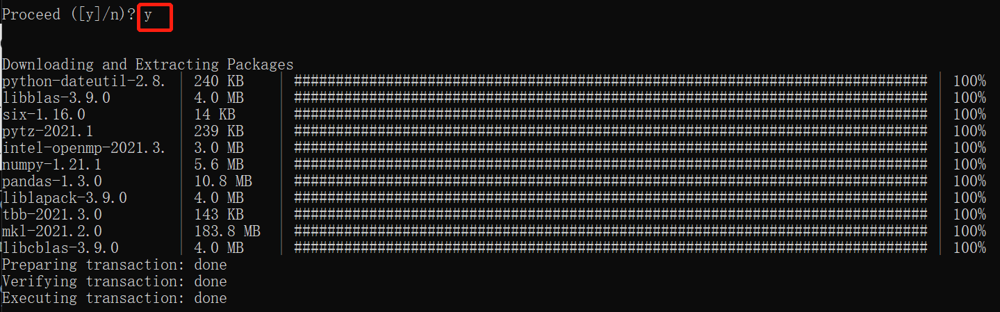 Proceed ([y]/n)? y
Downloading and Extracting Packages
python-dateutil-2.8. | 240 KB | ############################################################################ | 100%
libblas-3.9.0 | 4.0 MB | ############################################################################ | 100%
six-1.16.0 | 14 KB | ############################################################################ | 100%
pytz-2021.1 | 239 KB | ############################################################################ | 100%
intel-openmp-2021.3. | 3.0 MB | ############################################################################ | 100%
numpy-1.21.1 | 5.6 MB | ############################################################################ | 100%
pandas-1.3.0 | 10.8 MB | ############################################################################ | 100%
liblapack-3.9.0 | 4.0 MB | ############################################################################ | 100%
tbb-2021.3.0 | 143 KB | ############################################################################ | 100%
mkl-2021.2.0 | 183.8 MB | ############################################################################ | 100%
libcblas-3.9.0 | 4.0 MB | ############################################################################ | 100%
Preparing transaction: done
Verifying transaction: done
Executing transaction: done